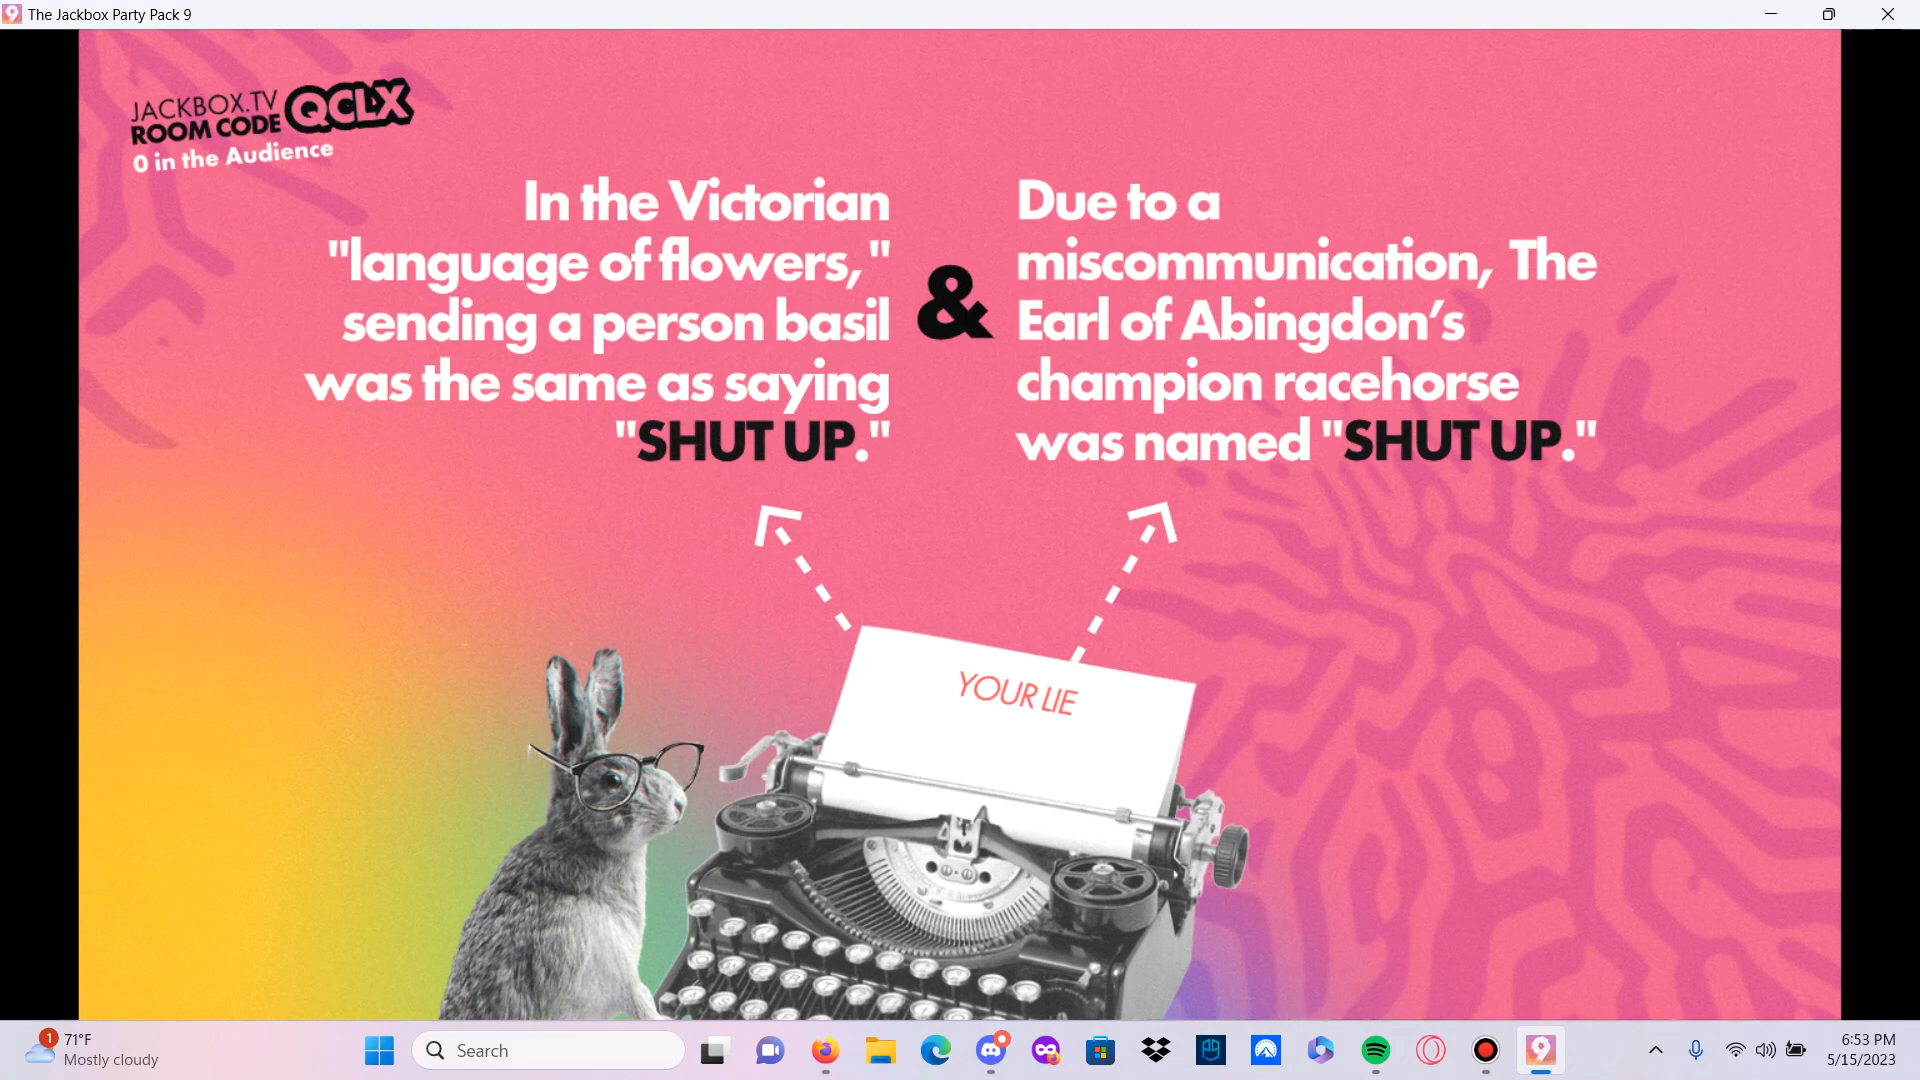 The Jackbox Party Pack 9
JACKBOX.TV
ROOM CODE QCLX
0 in the Audience
In the Victorian
"language of flowers,"
sending a person basil
was the same as saying
"SHUT UP."
&
Due to a
miscommunication, The
Earl of Abingdon’s
champion racehorse
was named "SHUT UP."
YOUR LIE
1
71°F
Mostly cloudy
Search
6:53 PM
5/15/2023